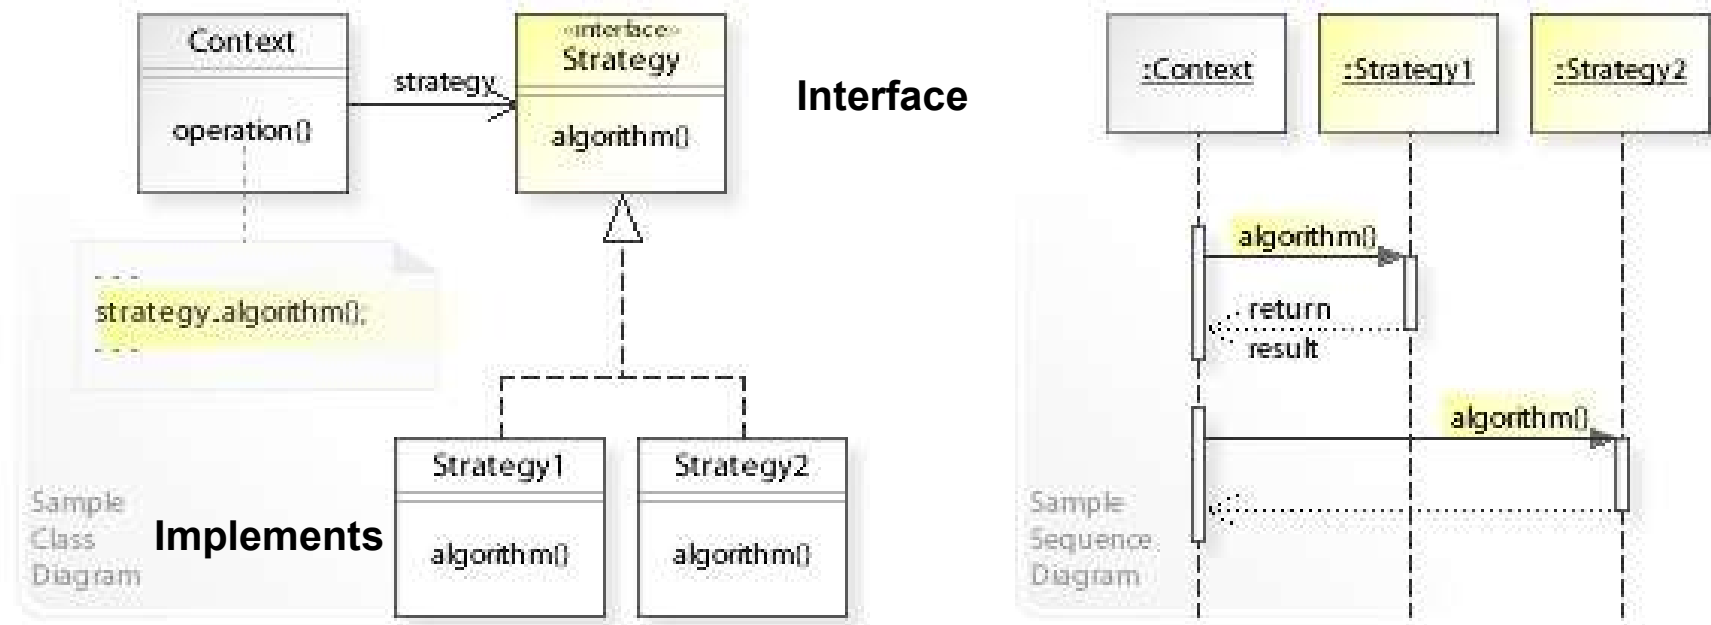 Context
operation()
strategy
«interface»
Strategy
algorithm()
Interface
- - -
strategy.algorithm();
- - -
Strategy1
algorithm()
Strategy2
algorithm()
Implements
Sample
Class
Diagram
:Context
:Strategy1
:Strategy2
algorithm()
return
result
algorithm()
Sample
Sequence
Diagram